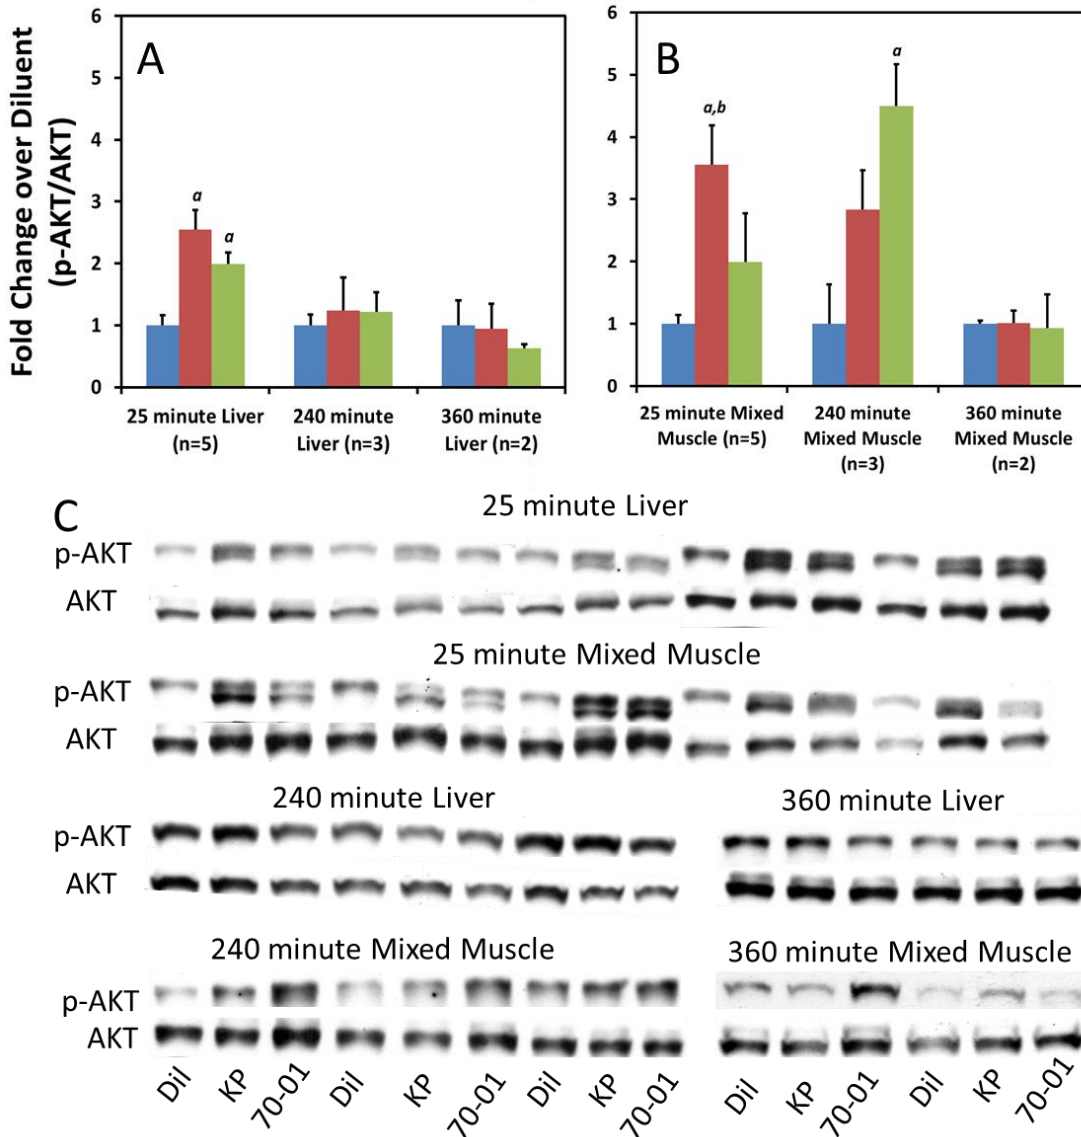 Fold Change over Diluent
(p-AKT/AKT)
A
6
5
4
3
2
1
0
a
a
25 minute Liver
(n=5)
240 minute
Liver (n=3)
360 minute
Liver (n=2)
B
6
5
4
3
2
1
0
a,b
a
25 minute Mixed
Muscle (n=5)
240 minute
Mixed Muscle
(n=3)
360 minute
Mixed Muscle
(n=2)
C
25 minute Liver
p-AKT
AKT
25 minute Mixed Muscle
p-AKT
AKT
240 minute Liver
360 minute Liver
p-AKT
AKT
240 minute Mixed Muscle
360 minute Mixed Muscle
p-AKT
AKT
Dil KP 70-01 Dil KP 70-01 Dil KP 70-01 Dil KP 70-01 Dil KP 70-01